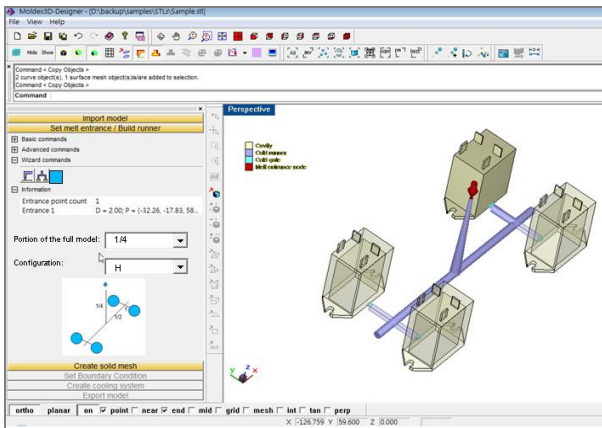 Moldex3D-Designer - [D:\backup\samples\STLs\Sample.stl]
File View Help
Hide Show
Command < Copy Objects >
2 curve object(s), 1 surface mesh object(s)is/are added to selection.
Command < Copy Objects >
Command :
Import model
Set melt entrance / Build runner
Basic commands
Advanced commands
Wizard commands
Information
Entrance point count 1
Entrance 1 D = 2.00; P = (-32.26, -17.83, 58...
Portion of the full model: 1/4
Configuration: H
1/4
1/2
Create solid mesh
Set Boundary Condition
Create cooling system
Export model
Perspective
Cavity
Cold runner
Cold gate
Melt entrance node
y z x
ortho planar on point near end mid grid mesh int tan perp
X -126.759 Y 59.600 Z 0.000